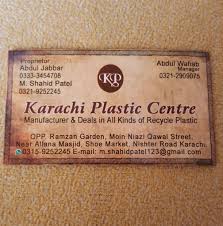 Proprietor
Abdul Jabbar
0333-3454708
M. Shahid Patel
0321-9252245
KP
Abdul Wahab
Manager
0321-2909075
Karachi Plastic Centre
Manufacturer & Deals in All Kinds of Recycle Plastic
OPP. Ramzan Garden, Moin Niazi Qawal Street,
Near Allana Masjid, Shoe Market, Nishter Road Karachi.
0315-9252245 E-mail: m.shahidpatel123@gmail.com